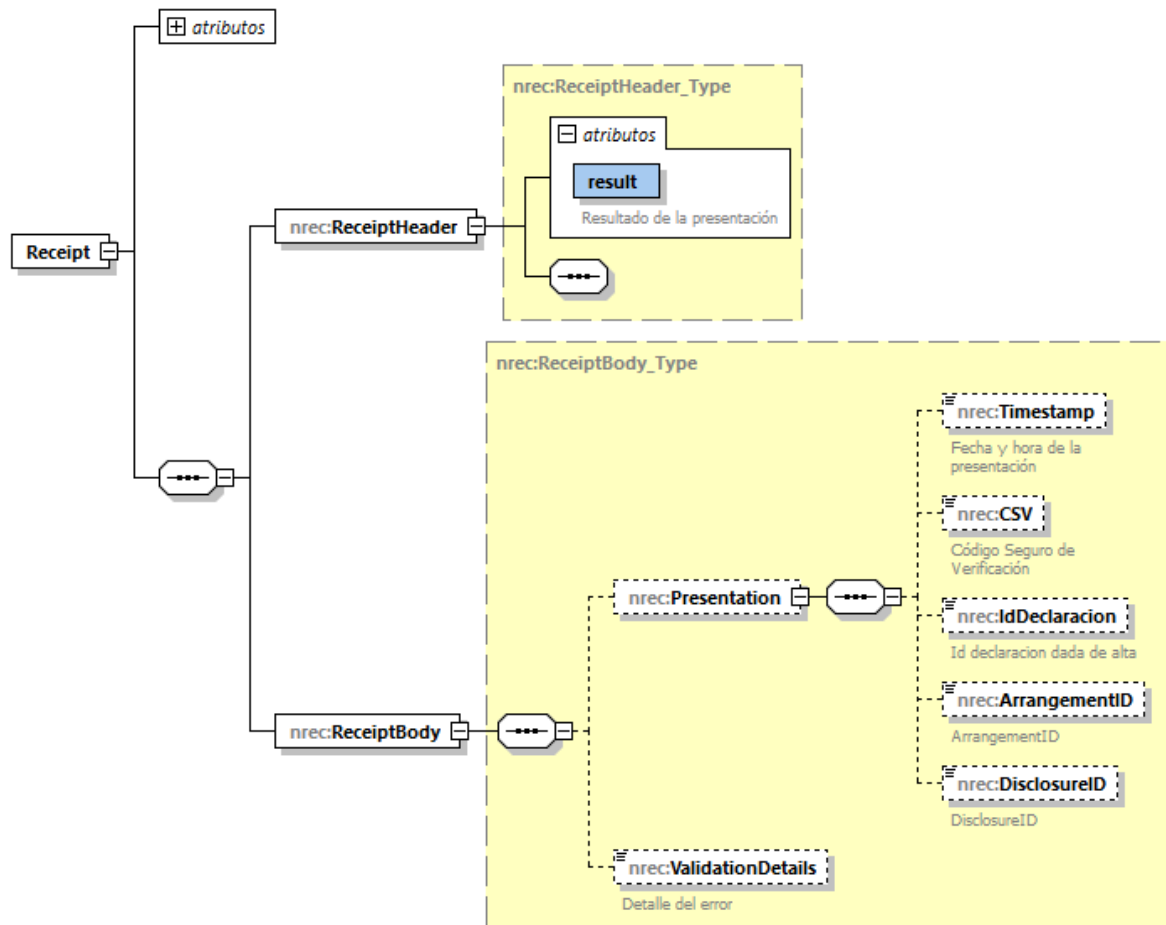 atributos
nrec:ReceiptHeader_Type
atributos
result
Resultado de la presentación
nrec:ReceiptHeader
Receipt
nrec:ReceiptBody_Type
nrec:Timestamp
Fecha y hora de la
presentación
nrec:CSV
Código Seguro de
Verificación
nrec:Presentation
nrec:IdDeclaracion
Id declaracion dada de alta
nrec:ArrangementID
ArrangementID
nrec:ReceiptBody
nrec:DisclosureID
DisclosureID
nrec:ValidationDetails
Detalle del error